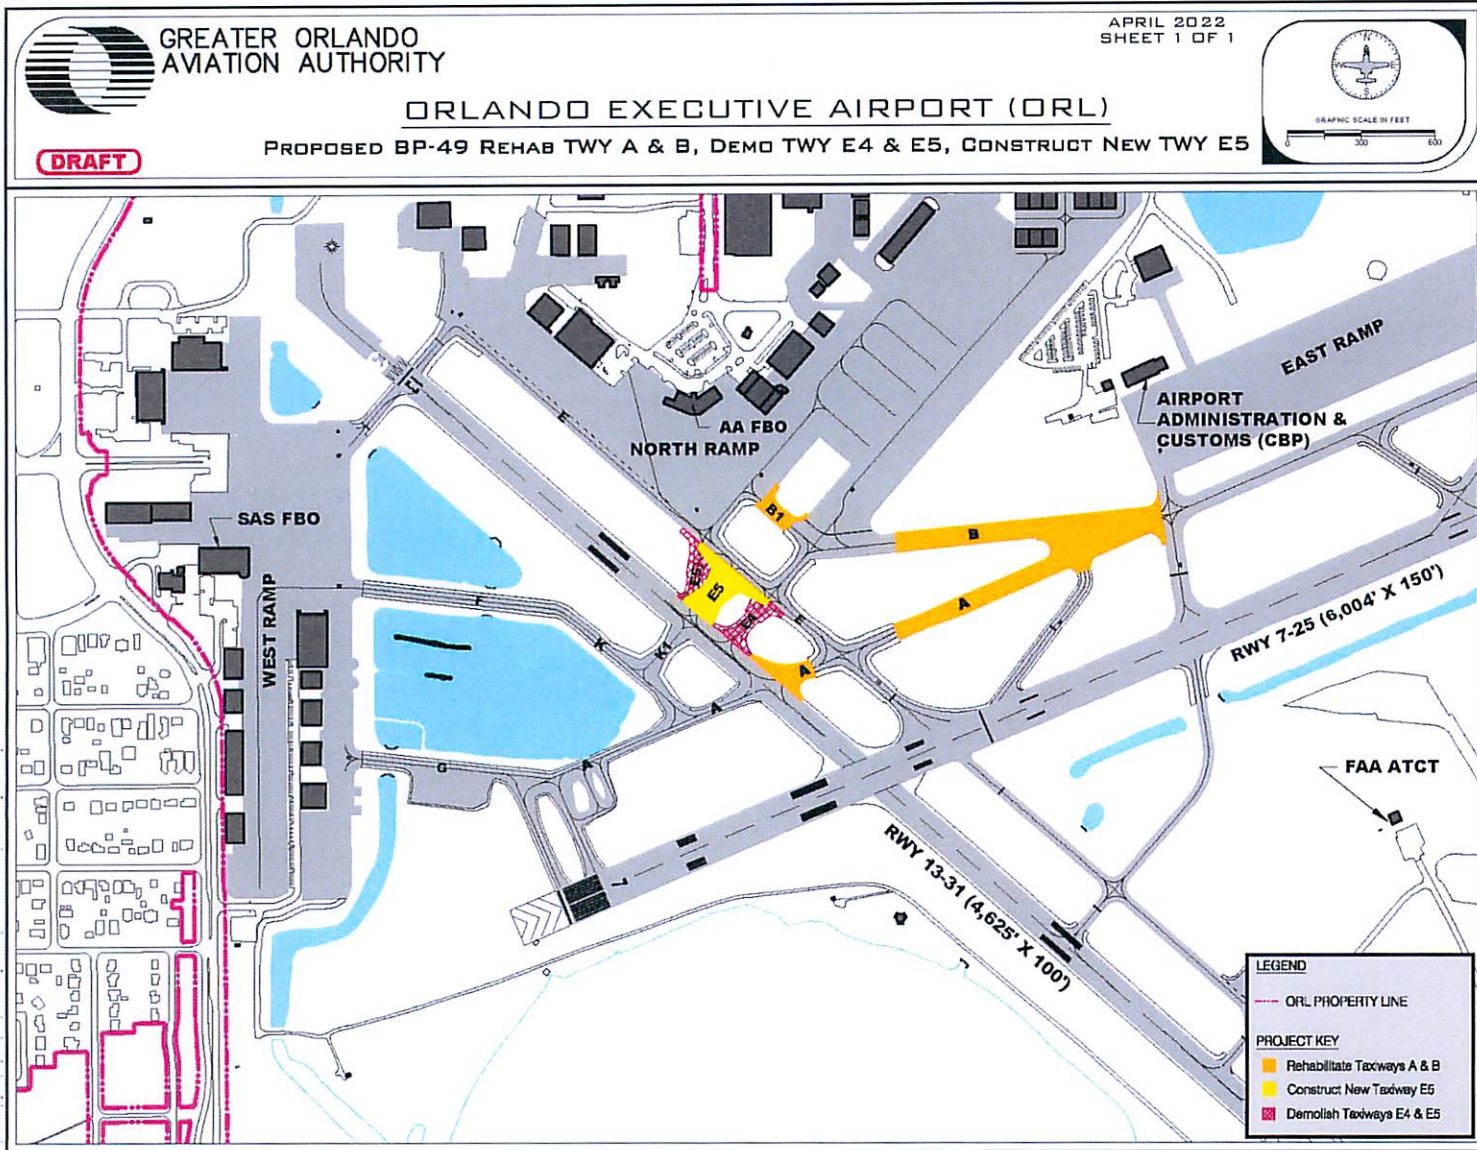 GREATER ORLANDO
AVIATION AUTHORITY
APRIL 2022
SHEET 1 OF 1
ORLANDO EXECUTIVE AIRPORT (ORL)
PROPOSED BP-49 REHAB TWY A & B, DEMO TWY E4 & E5, CONSTRUCT NEW TWY E5
DRAFT
N
W
E
S
GRAPHIC SCALE IN FEET
0
300
600
EAST RAMP
AIRPORT
ADMINISTRATION &
CUSTOMS (CBP)
E
AA FBO
NORTH RAMP
13
SAS FBO
B1
B
E5
E5
E4
E
A
A
F
K
K1
A
A
G
WEST RAMP
7
RWY 7-25 (6,004' X 150')
RWY 13-31 (4,625' X 100')
FAA ATCT
LEGEND
ORL PROPERTY LINE
PROJECT KEY
Rehabilitate Taxiways A & B
Construct New Taxiway E5
Demolish Taxiways E4 & E5